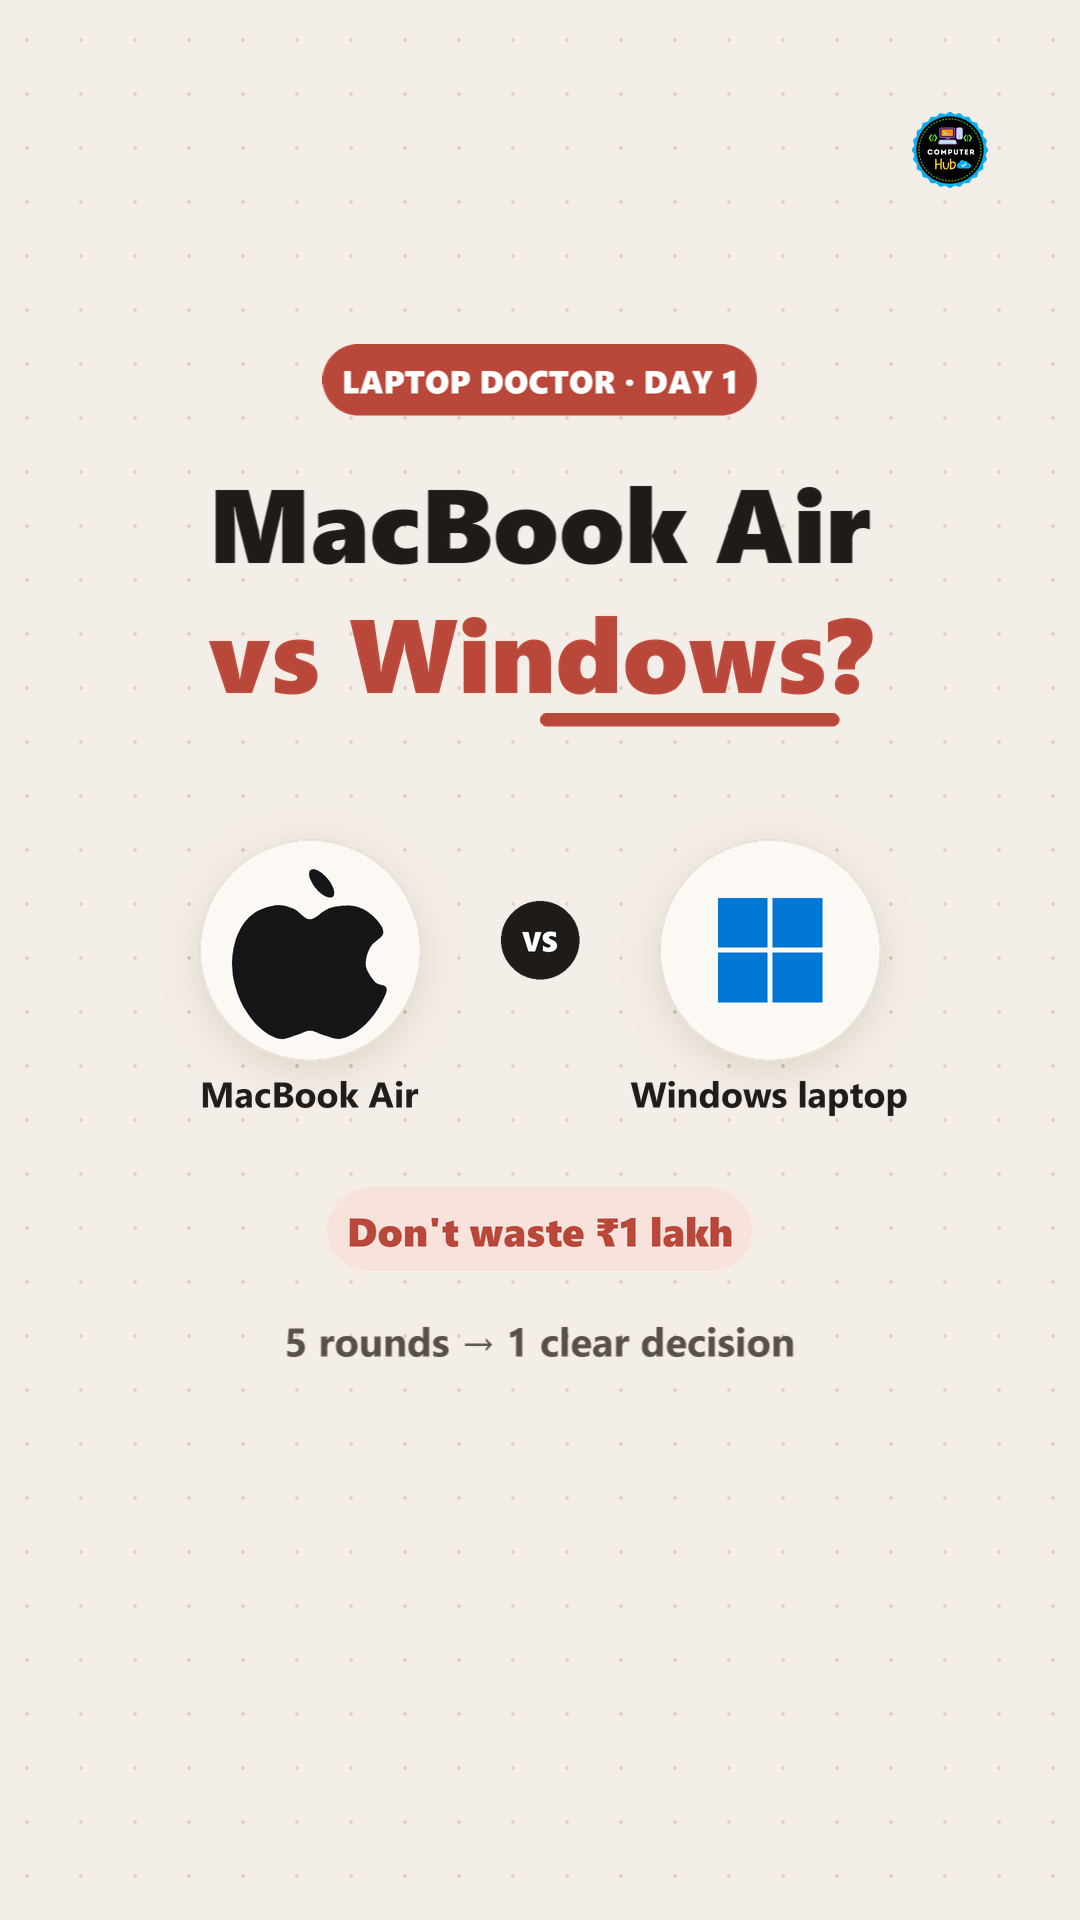 COMPUTER
Hub
LAPTOP DOCTOR · DAY 1
MacBook Air
vs Windows?
VS
MacBook Air
Windows laptop
Don't waste ₹1 lakh
5 rounds → 1 clear decision